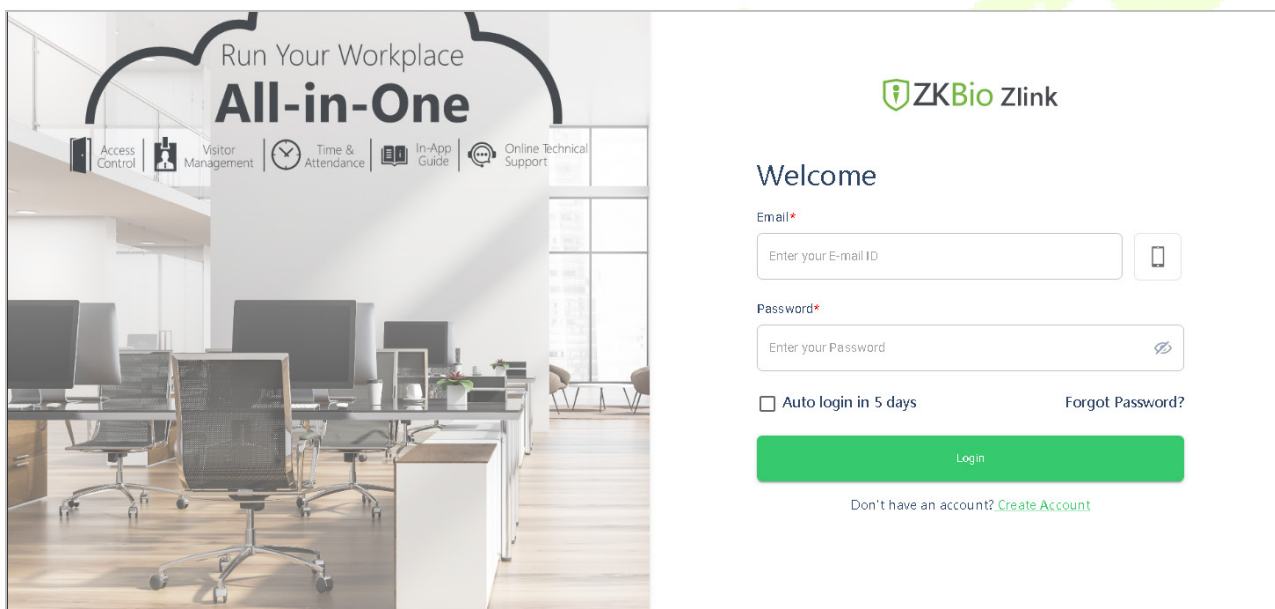 Run Your Workplace
All-in-One
Access Control
Visitor Management
Time & Attendance
In-App Guide
Online Technical Support
ZKBio Zlink
Welcome
Email*
Enter your E-mail ID
Password*
Enter your Password
Auto login in 5 days
Forgot Password?
Login
Don't have an account? Create Account